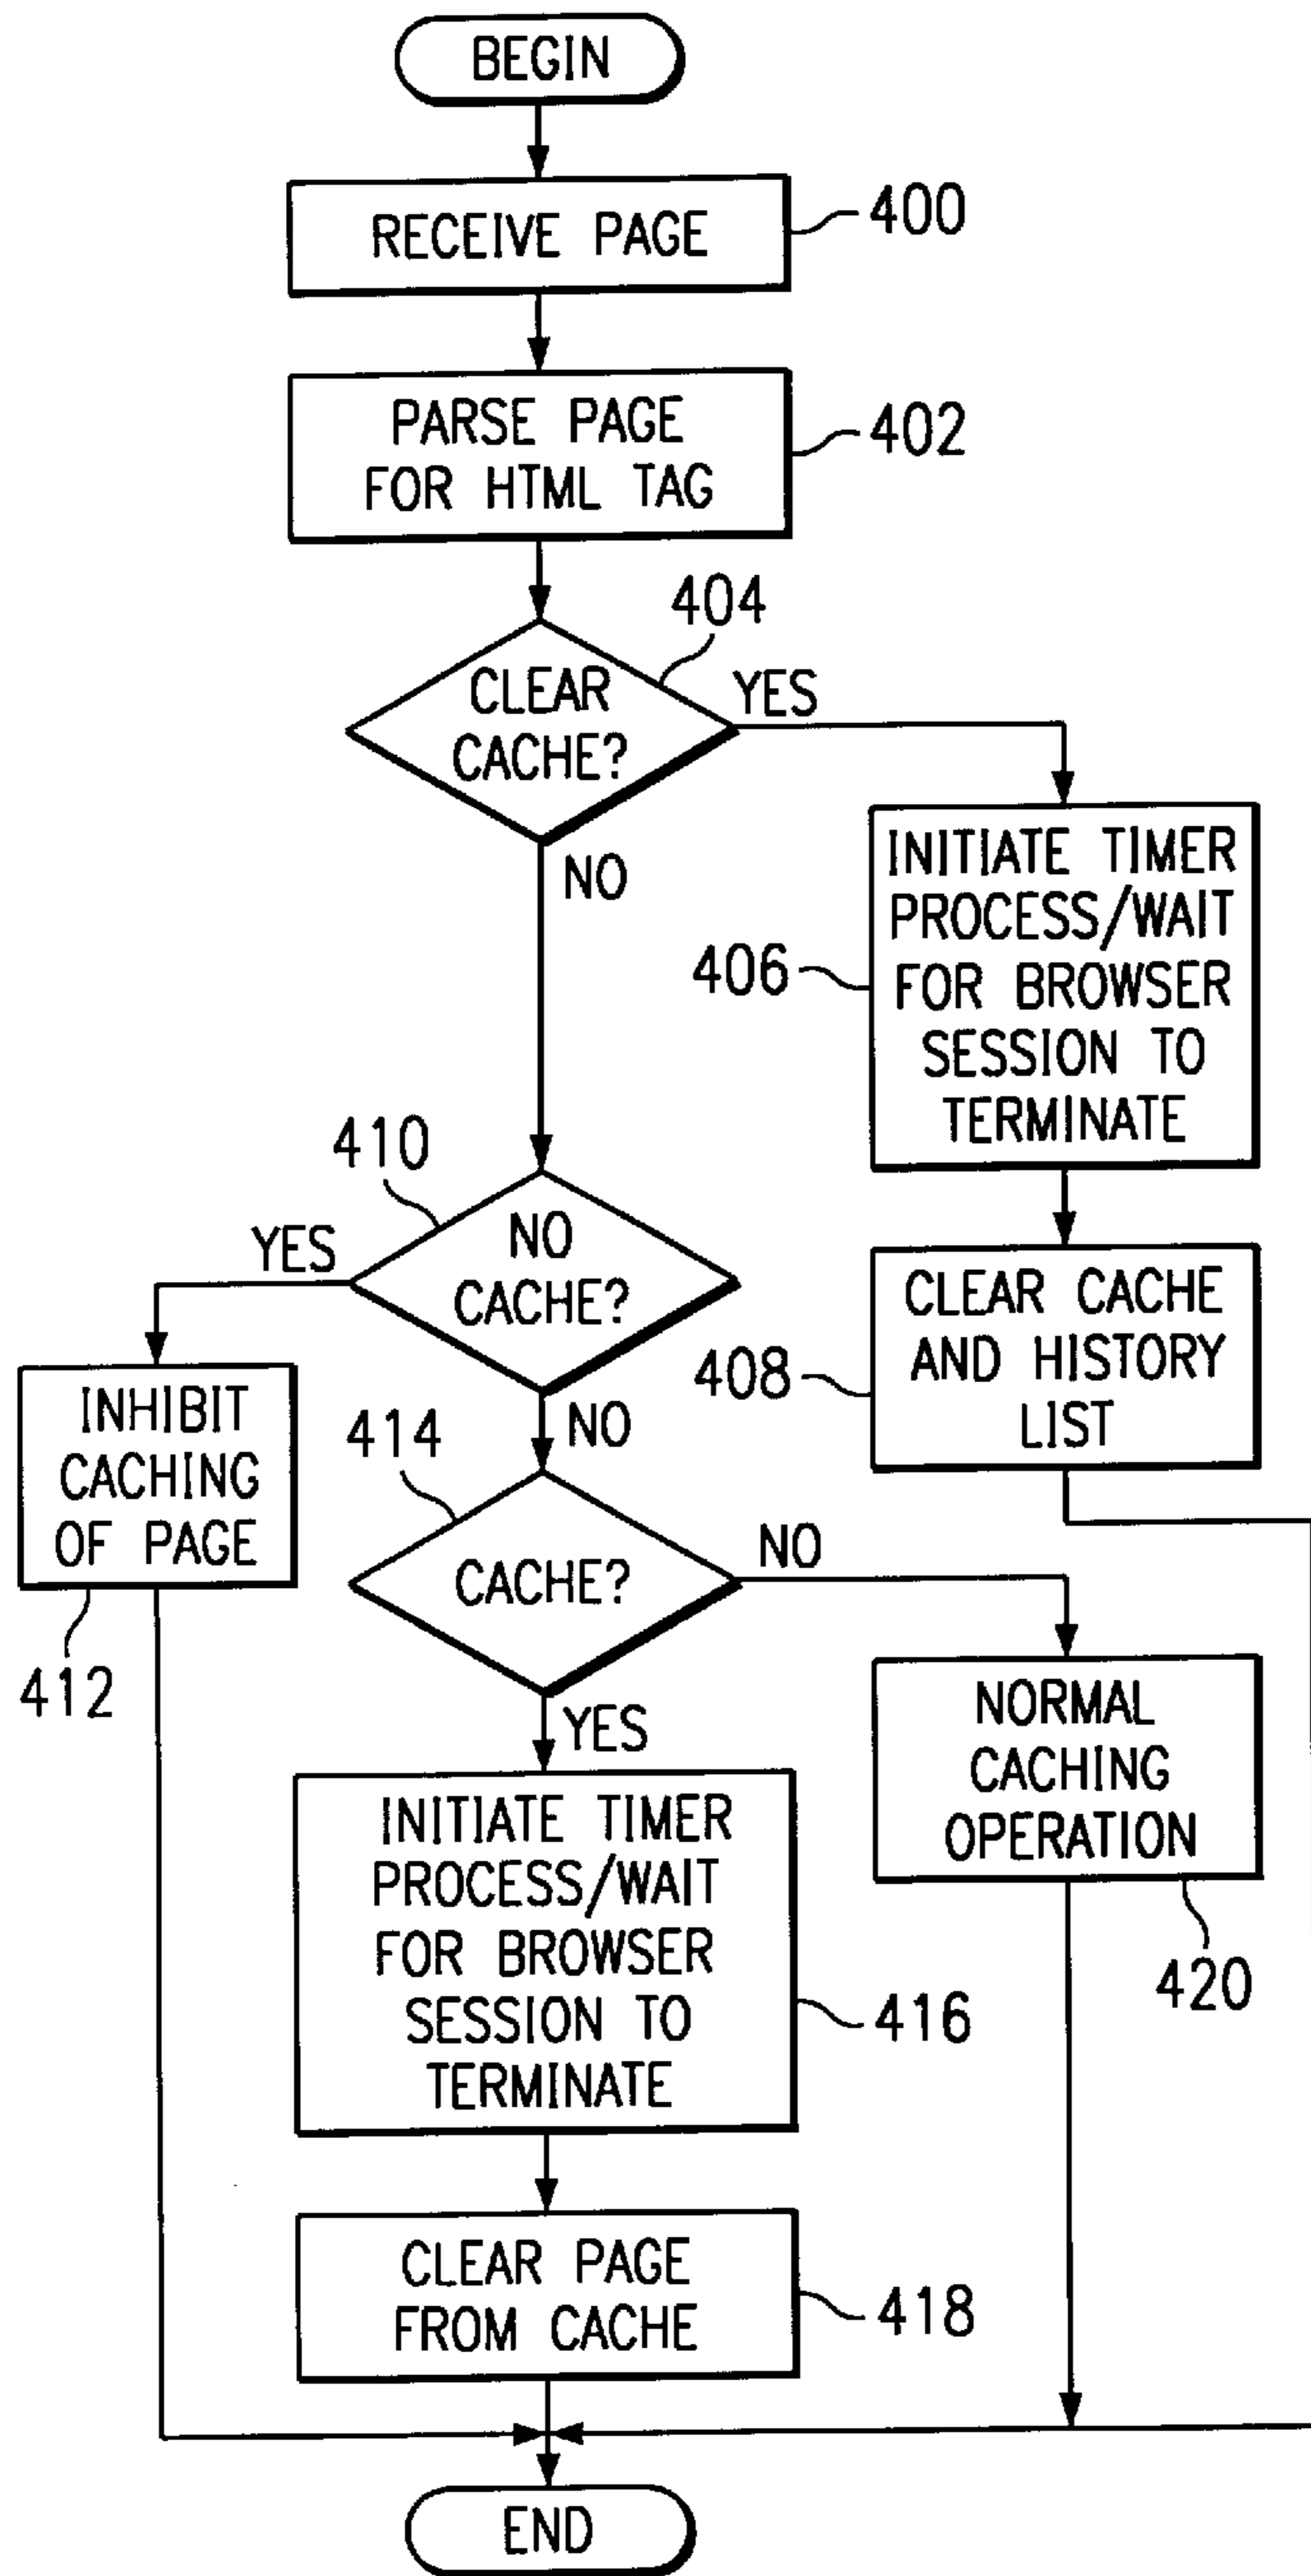 BEGIN
RECEIVE PAGE
400
PARSE PAGE
FOR HTML TAG
402
404
CLEAR
CACHE?
YES
NO
INITIATE TIMER
PROCESS/WAIT
FOR BROWSER
SESSION TO
TERMINATE
406
410
NO
CACHE?
YES
NO
CLEAR CACHE
AND HISTORY
LIST
408
INHIBIT
CACHING
OF PAGE
412
414
CACHE?
NO
YES
NORMAL
CACHING
OPERATION
420
INITIATE TIMER
PROCESS/WAIT
FOR BROWSER
SESSION TO
TERMINATE
416
CLEAR PAGE
FROM CACHE
418
END